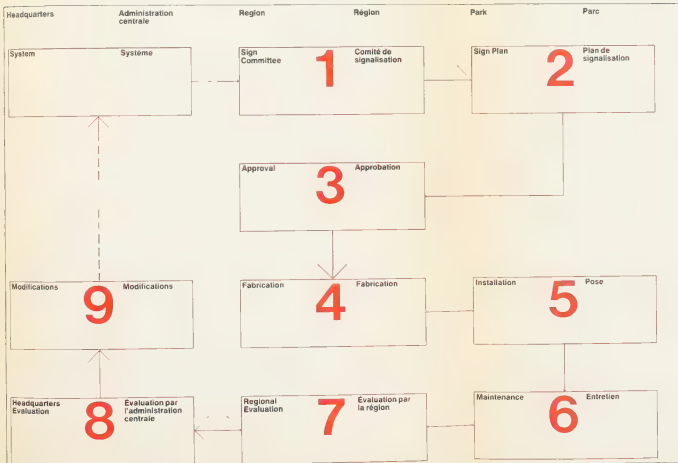 Headquarters
Administration
centrale
Region
Région
Park
Parc
System
Système
Sign
Committee
1
Comité de
signalisation
Sign Plan
2
Plan de
signalisation
Approval
3
Approbation
Modifications
9
Modifications
Fabrication
4
Fabrication
Installation
5
Pose
Headquarters
Evaluation
8
Évaluation par
l'administration
centrale
Regional
Evaluation
7
Évaluation par
la région
Maintenance
6
Entretien